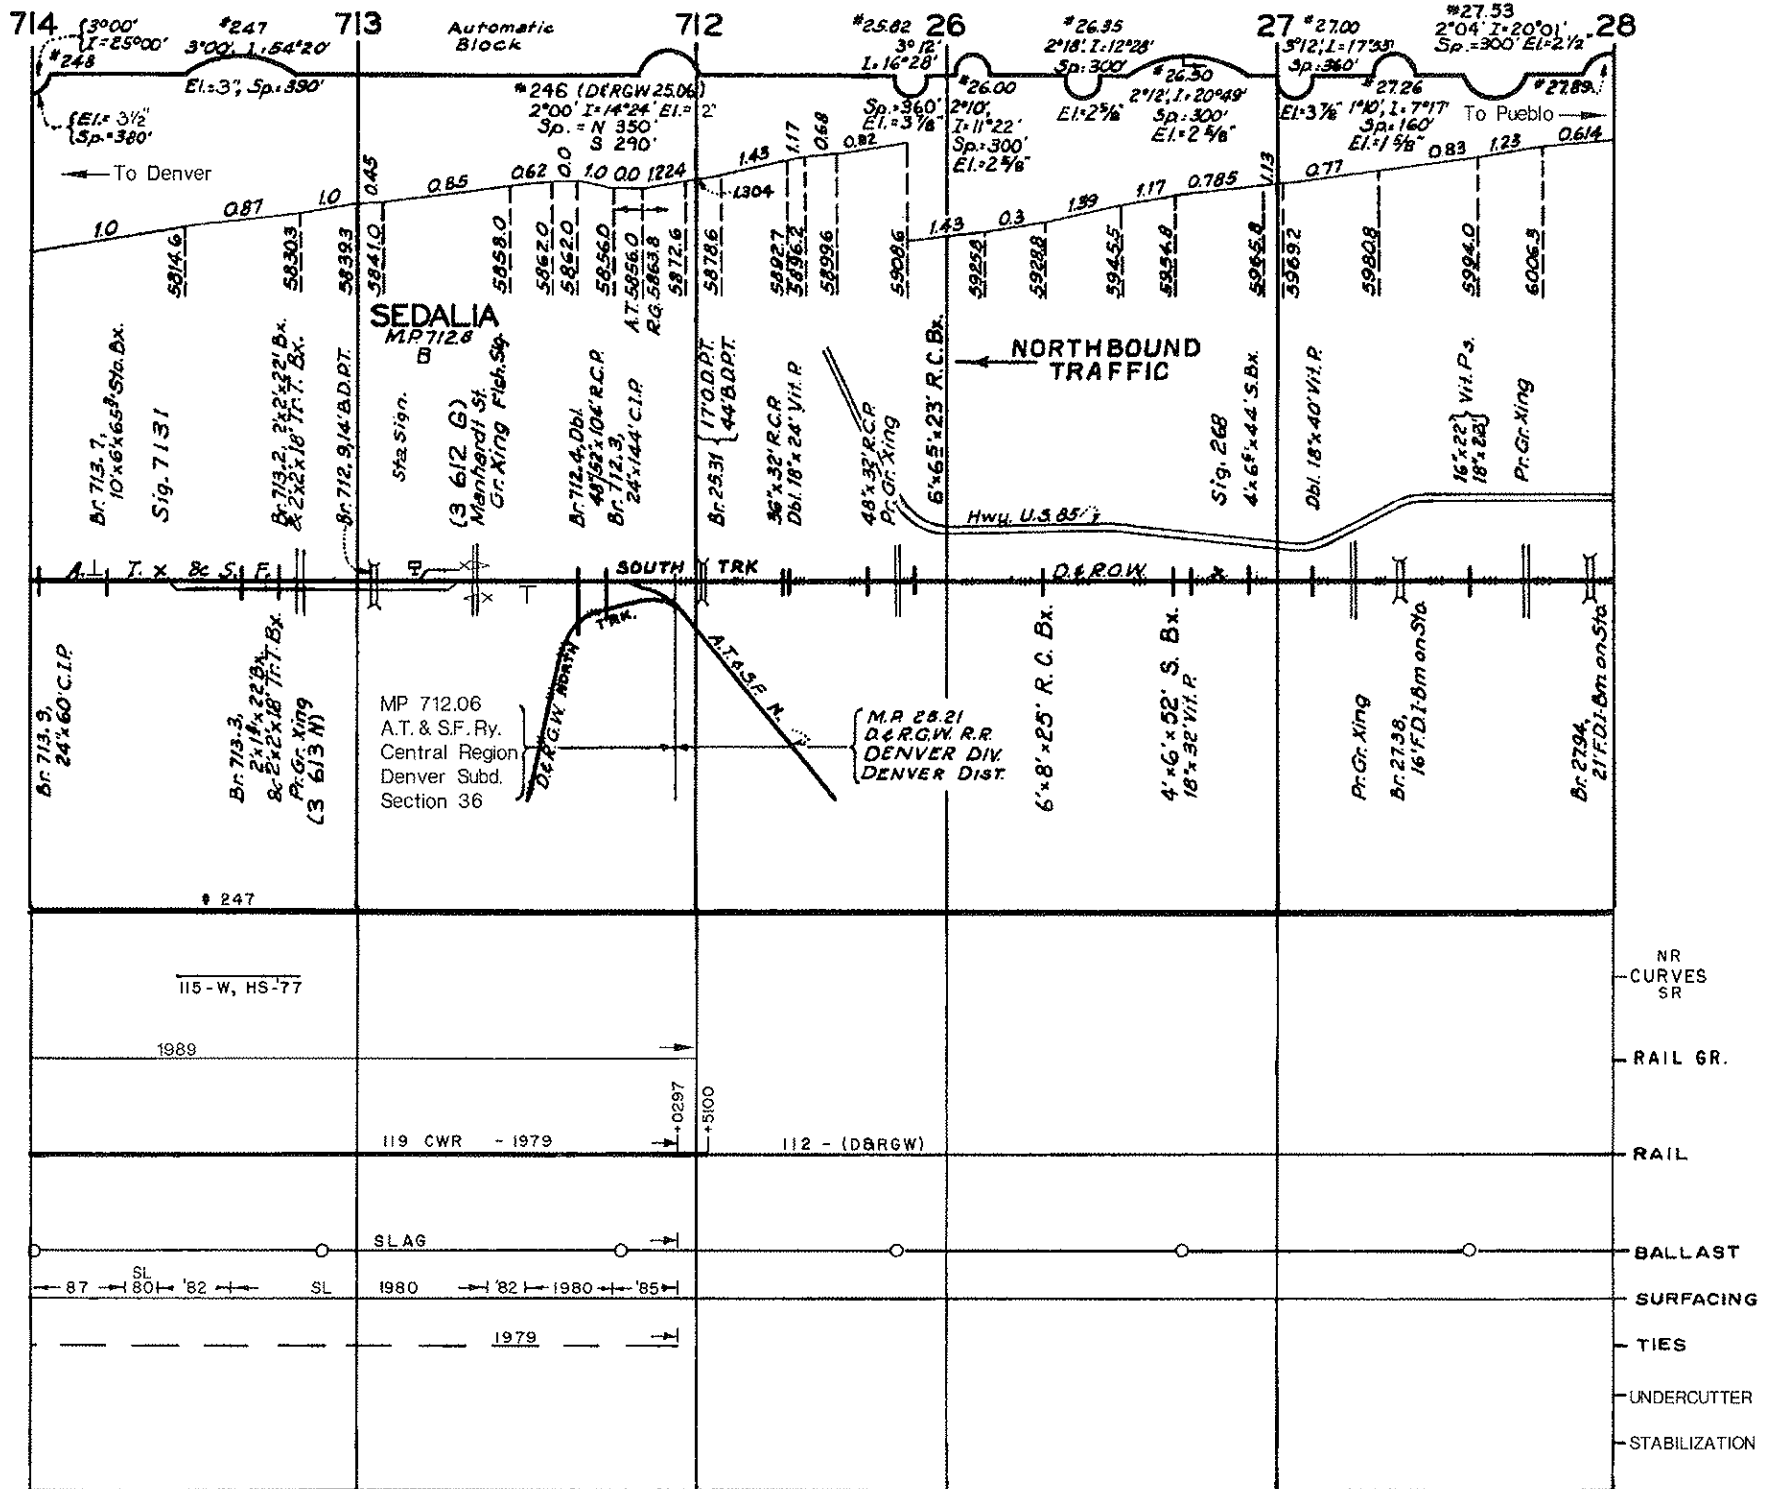 714
713
712
26
27
28
3°00'
I=25°00'
#248
#247
3°00', I=54°20'
El.=3", Sp.=390'
El.= 3½"
Sp.=380'
Automatic
Block
#246 (D&RGW 25.06)
2°00' I=14°24' El.= 2"
Sp. = N 350'
S 290'
#25.82
3°12'
I=16°28'
Sp.=360'
El.=3⅞"
#26.00
2°10',
I=11°22'
Sp.=300'
El.=2⅝"
#26.35
2°18', I=12°28'
Sp.=300'
El=2⅝"
#26.50
2°12', I=20°49'
Sp.=300'
El.=2⅝"
#27.00
3°12', I=17°35'
Sp.=360'
El=3⅞"
#27.26
1°10', I=7°17'
Sp.=160'
El.=1⅝"
#27.53
2°04' I=20°01'
Sp.=300' El=2½"
#27.89
To Pueblo
To Denver
1.0
0.87
1.0
0.45
0.85
0.62
0.0
1.0
0.0
1.224
1.304
1.43
1.17
0.68
0.82
1.43
0.3
1.39
1.17
0.785
1.13
0.77
0.83
1.23
0.614
5814.6
5830.3
5839.3
5841.0
5858.0
5862.0
5862.0
5856.0
A.T. 5856.0
R.G. 5863.8
5872.6
5878.6
5892.7
5896.2
5899.6
5908.6
5925.8
5928.8
5945.5
5954.8
5965.8
5969.2
5980.8
5994.0
6006.5
SEDALIA
M.P. 712.8
B
NORTHBOUND
TRAFFIC
Br. 713.7,
10'x6'x65' Sto. Bx.
Sig. 7131
Br. 713.2, 2'x2'x22' Bx.
& 2'x2'x18' Tr. T. Bx.
Br. 712.9, 14' B.D.P.T.
Sta. Sign.
(3 612 G)
Manhardt St.
Gr. Xing Flsh. Sig.
Br. 712.4, Dbl.
48"/52"x104' R.C.P.
Br. 712.3,
24"x144' C.I.P.
Br. 25.31
17' O.D.P.T.
44' B.D.P.T.
36"x32' R.C.P.
Dbl. 18"x24' Vit. P.
48"x32' R.C.P.
Pr. Gr. Xing
6'x6.5'x23' R.C. Bx.
Sig. 268
4'x6'x44' S. Bx.
Dbl. 18"x40' Vit. P.
16"x22'
18"x28'
Vit. Ps.
Pr. Gr. Xing
Hwy. U.S. 85
A. T. & S. F.
SOUTH TRK
D. & R.G.W.
D. & R.G.W. NORTH
TRK.
A.T. & S.F. N.
Br. 713.9,
24"x60' C.I.P.
Br. 713.3,
2'x1'x22' Bx.
& 2'x2'x18' Tr. T. Bx.
Pr. Gr. Xing
(3 613 N)
MP 712.06
A.T. & S.F. Ry.
Central Region
Denver Subd.
Section 36
M.P. 25.21
D. & R.G.W. R.R.
DENVER DIV.
DENVER DIST.
6'x8'x25' R. C. Bx.
4'x6'x52' S. Bx.
18"x32' Vit. P.
Pr. Gr. Xing
Br. 27.38,
16' F.D. I-Bm on Sto.
Br. 27.94,
21' F.D. I-Bm on Sto.
# 247
115-W, HS-'77
NR
CURVES
SR
1989
RAIL GR.
+0297
+5100
119 CWR - 1979
112 - (D&RGW)
RAIL
SLAG
BALLAST
SL
87 80 '82 SL 1980 '82 1980 '85
SURFACING
1979
TIES
UNDERCUTTER
STABILIZATION